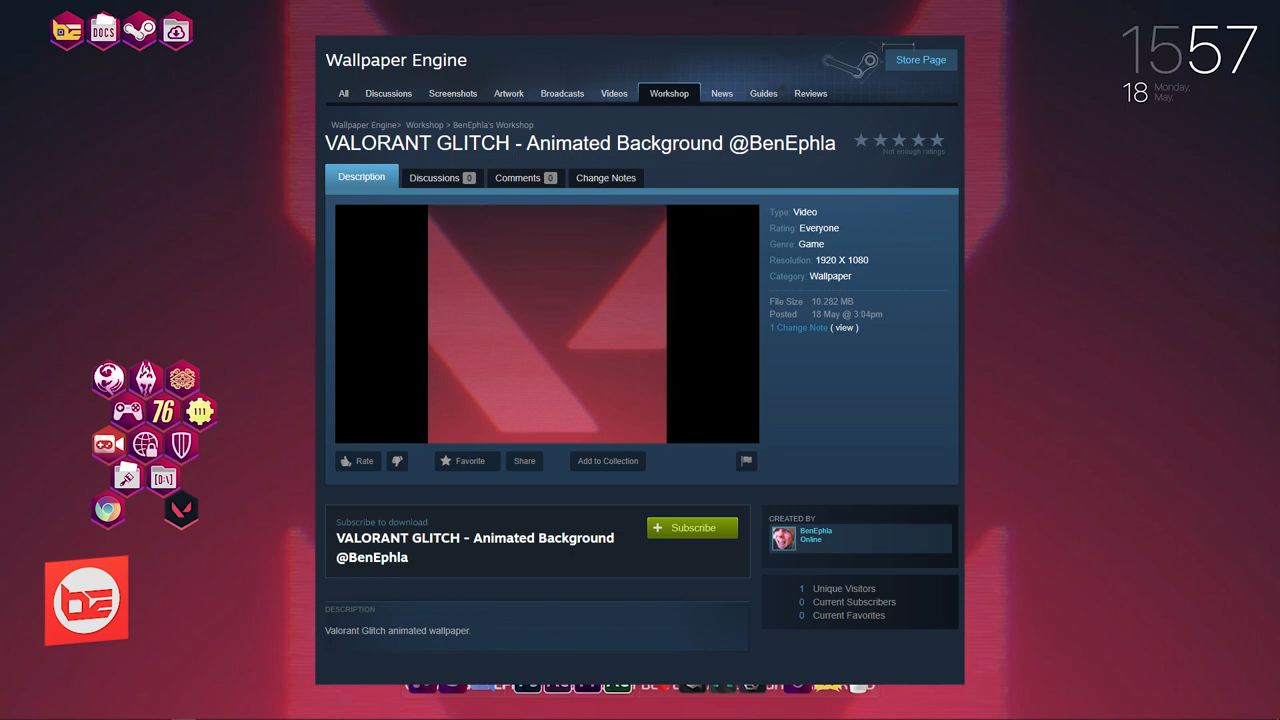 DOCS
1557
18 Monday, May.
Wallpaper Engine
Store Page
All Discussions Screenshots Artwork Broadcasts Videos Workshop News Guides Reviews
Wallpaper Engine> Workshop > BenEphla's Workshop
VALORANT GLITCH - Animated Background @BenEphla
Not enough ratings
Description Discussions 0 Comments 0 Change Notes
Type: Video
Rating: Everyone
Genre: Game
Resolution: 1920 X 1080
Category: Wallpaper
File Size 10.282 MB
Posted 18 May @ 3:04pm
1 Change Note ( view )
76
111
[D:\]
Rate Favorite Share Add to Collection
Subscribe to download
VALORANT GLITCH - Animated Background
@BenEphla
+ Subscribe
CREATED BY
BenEphla
Online
1 Unique Visitors
0 Current Subscribers
0 Current Favorites
DESCRIPTION
Valorant Glitch animated wallpaper.